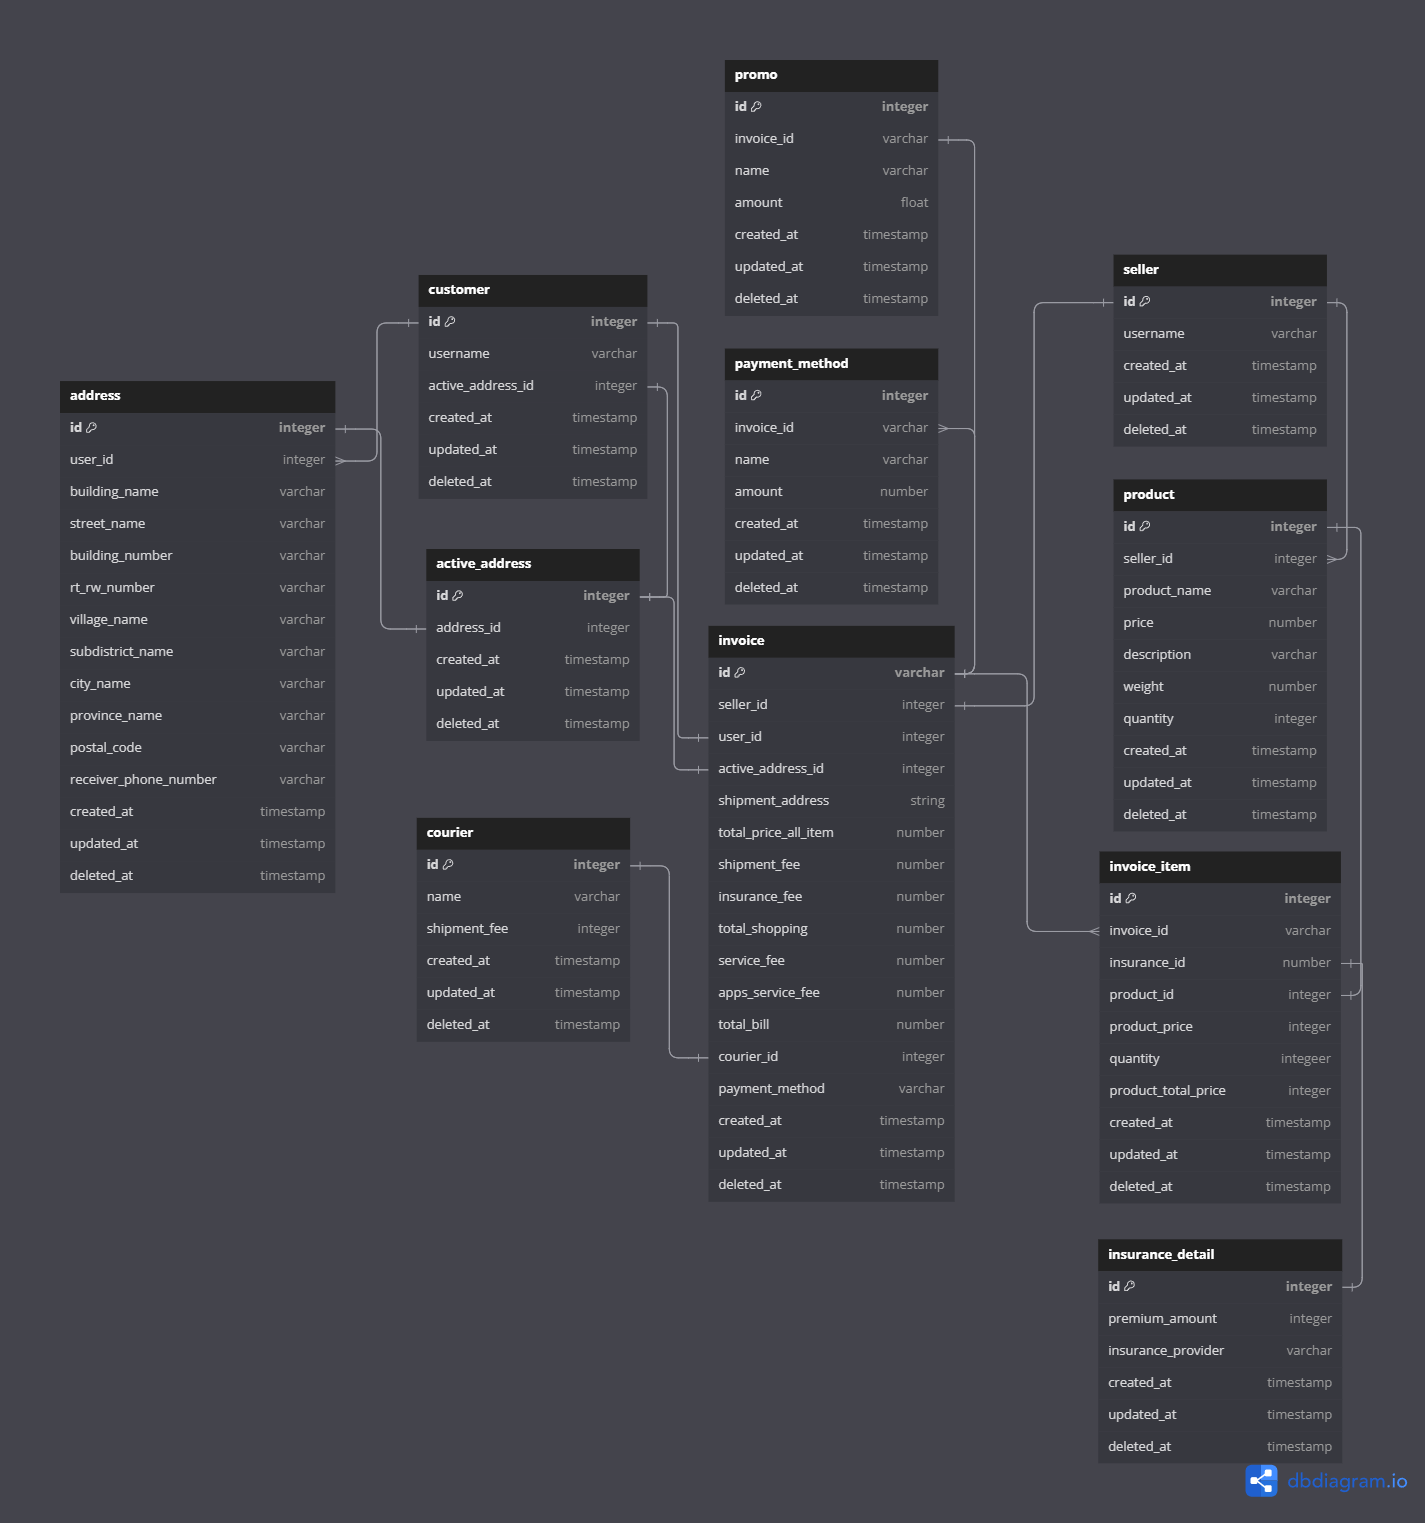 promo
id integer
invoice_id varchar
name varchar
amount float
created_at timestamp
updated_at timestamp
deleted_at timestamp
seller
id integer
username varchar
created_at timestamp
updated_at timestamp
deleted_at timestamp
customer
id integer
username varchar
active_address_id integer
created_at timestamp
updated_at timestamp
deleted_at timestamp
payment_method
id integer
invoice_id varchar
name varchar
amount number
created_at timestamp
updated_at timestamp
deleted_at timestamp
address
id integer
user_id integer
building_name varchar
street_name varchar
building_number varchar
rt_rw_number varchar
village_name varchar
subdistrict_name varchar
city_name varchar
province_name varchar
postal_code varchar
receiver_phone_number varchar
created_at timestamp
updated_at timestamp
deleted_at timestamp
product
id integer
seller_id integer
product_name varchar
price number
description varchar
weight number
quantity integer
created_at timestamp
updated_at timestamp
deleted_at timestamp
active_address
id integer
address_id integer
created_at timestamp
updated_at timestamp
deleted_at timestamp
invoice
id varchar
seller_id integer
user_id integer
active_address_id integer
shipment_address string
total_price_all_item number
shipment_fee number
insurance_fee number
total_shopping number
service_fee number
apps_service_fee number
total_bill number
courier_id integer
payment_method varchar
created_at timestamp
updated_at timestamp
deleted_at timestamp
courier
id integer
name varchar
shipment_fee integer
created_at timestamp
updated_at timestamp
deleted_at timestamp
invoice_item
id integer
invoice_id varchar
insurance_id number
product_id integer
product_price integer
quantity integeer
product_total_price integer
created_at timestamp
updated_at timestamp
deleted_at timestamp
insurance_detail
id integer
premium_amount integer
insurance_provider varchar
created_at timestamp
updated_at timestamp
deleted_at timestamp
dbdiagram.io